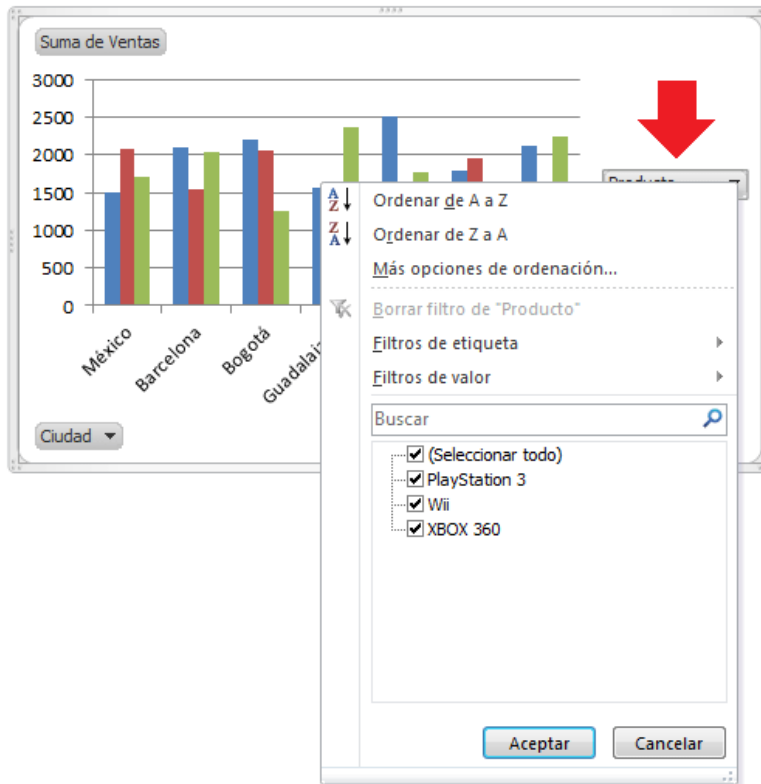 Suma de Ventas
3000
2500
2000
1500
1000
500
0
México
Barcelona
Bogotá
Ciudad
Producto
Ordenar de A a Z
Ordenar de Z a A
Más opciones de ordenación...
Borrar filtro de "Producto"
Filtros de etiqueta
Filtros de valor
Buscar
(Seleccionar todo)
PlayStation 3
Wii
XBOX 360
Aceptar
Cancelar